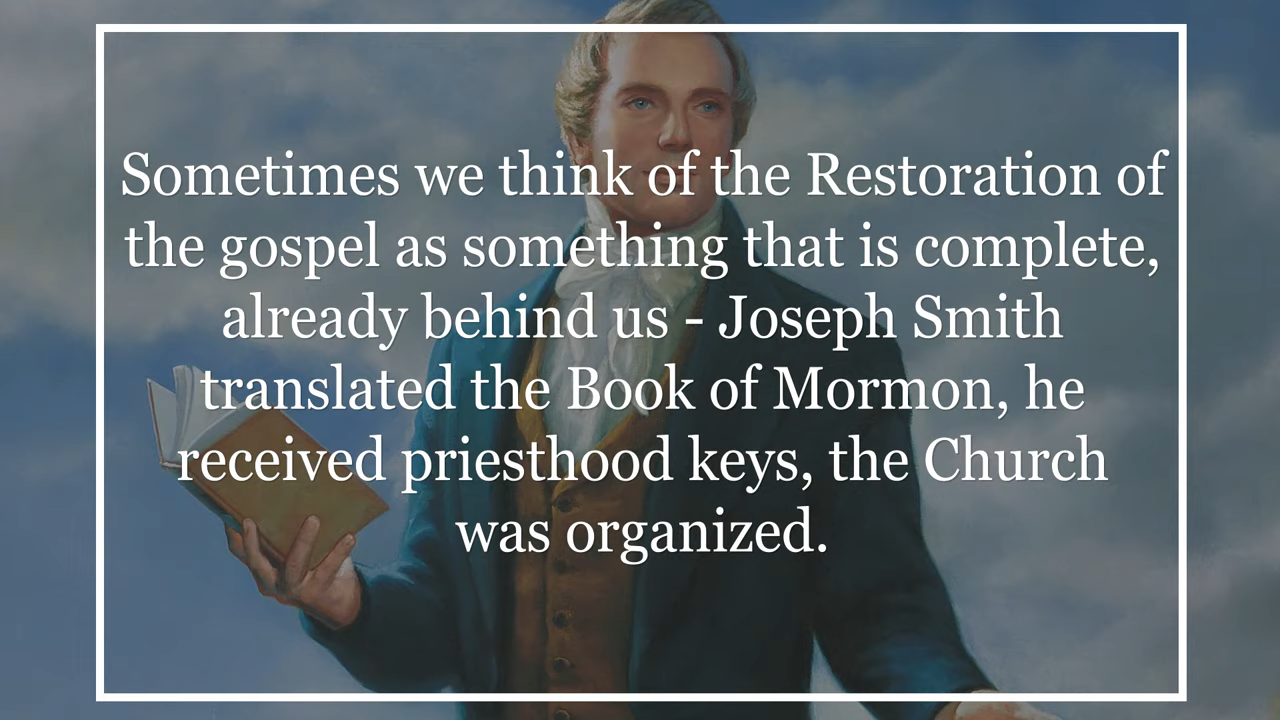 Sometimes we think of the Restoration of
the gospel as something that is complete,
already behind us - Joseph Smith
translated the Book of Mormon, he
received priesthood keys, the Church
was organized.